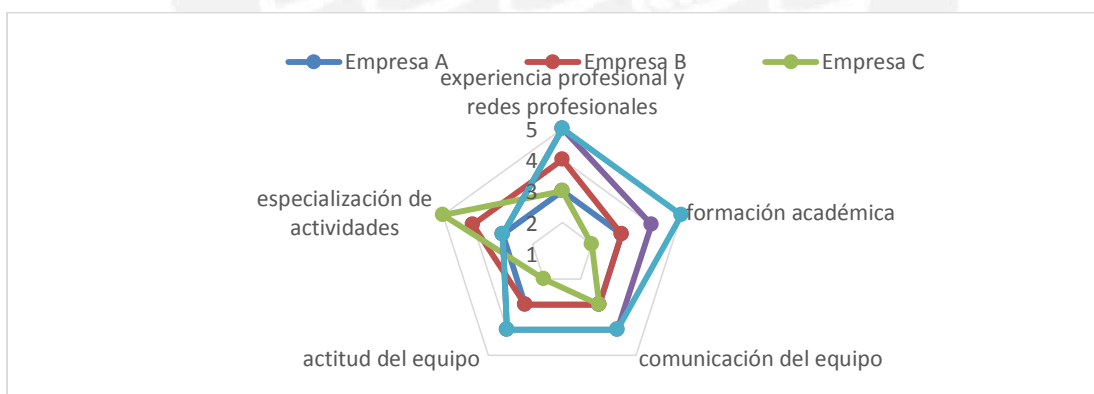 Empresa A Empresa B Empresa C
experiencia profesional y
redes profesionales
5
4
3
2
1
especialización de
actividades
formación académica
actitud del equipo
comunicación del equipo